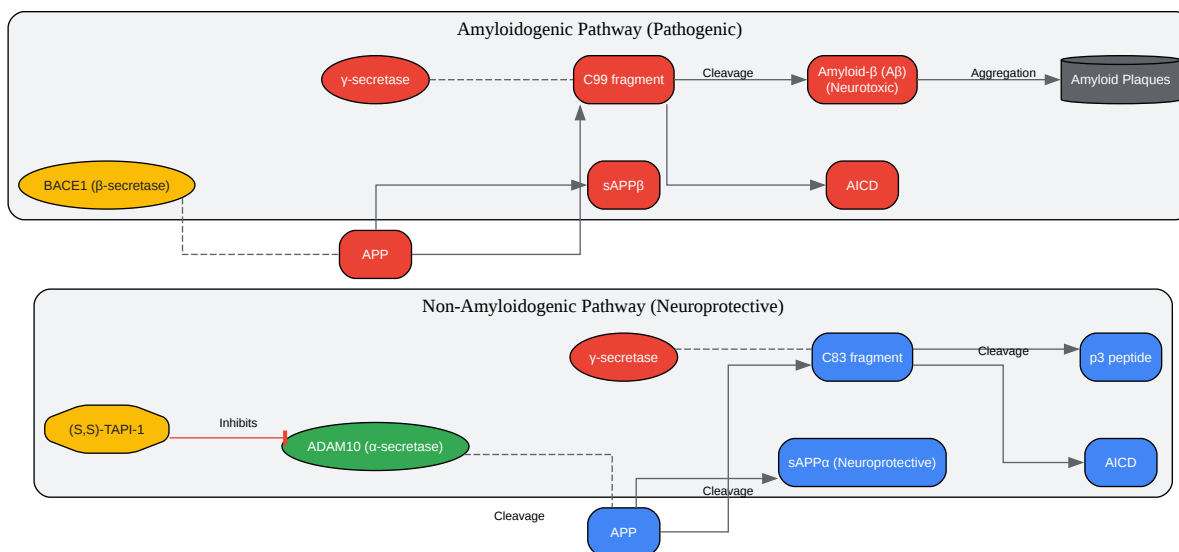 Amyloidogenic Pathway (Pathogenic)
γ-secretase
C99 fragment
Cleavage
Amyloid-β (Aβ)
(Neurotoxic)
Aggregation
Amyloid Plaques
BACE1 (β-secretase)
sAPPβ
AICD
APP
Non-Amyloidogenic Pathway (Neuroprotective)
γ-secretase
C83 fragment
Cleavage
p3 peptide
(S,S)-TAPI-1
Inhibits
ADAM10 (α-secretase)
sAPPα (Neuroprotective)
AICD
Cleavage
Cleavage
APP